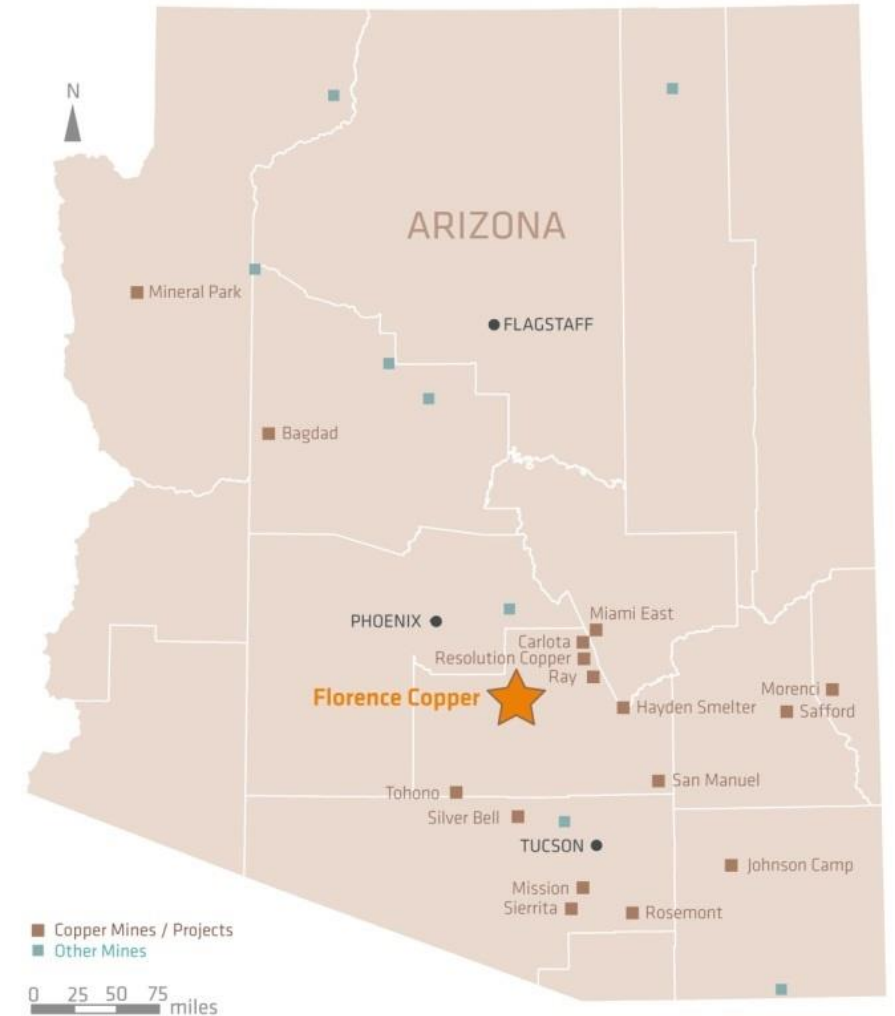 N
ARIZONA
Mineral Park
FLAGSTAFF
Bagdad
Miami East
PHOENIX
Carlota
Resolution Copper
Ray
Florence Copper
Morenci
Hayden Smelter
Safford
San Manuel
Tohono
Silver Bell
TUCSON
Johnson Camp
Mission
Sierrita
Rosemont
Copper Mines / Projects
Other Mines
0 25 50 75
miles